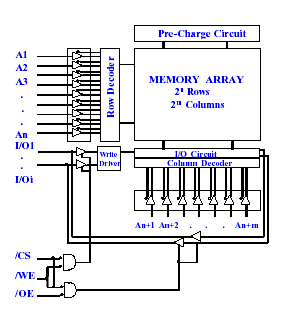 Pre-Charge Circuit
A1
A2
A3
.
.
.
.
An
Row Decoder
MEMORY ARRAY
2ⁿ Rows
2ᵐ Columns
I/O1
.
.
I/Oi
Write
Driver
I/O Circuit
Column Decoder
An+1 An+2 . . . An+m
/CS
/WE
/OE